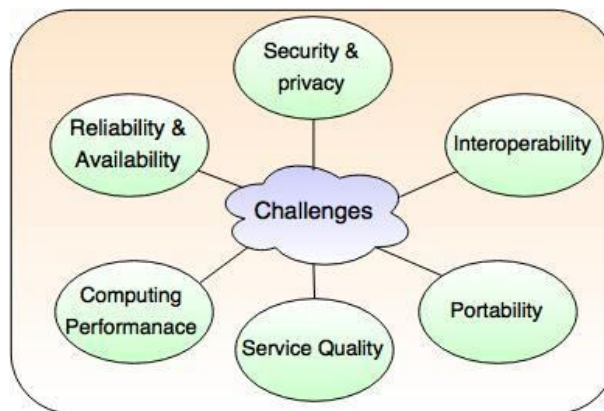 Security &
privacy
Reliability &
Availability
Interoperability
Challenges
Computing
Performanace
Portability
Service Quality